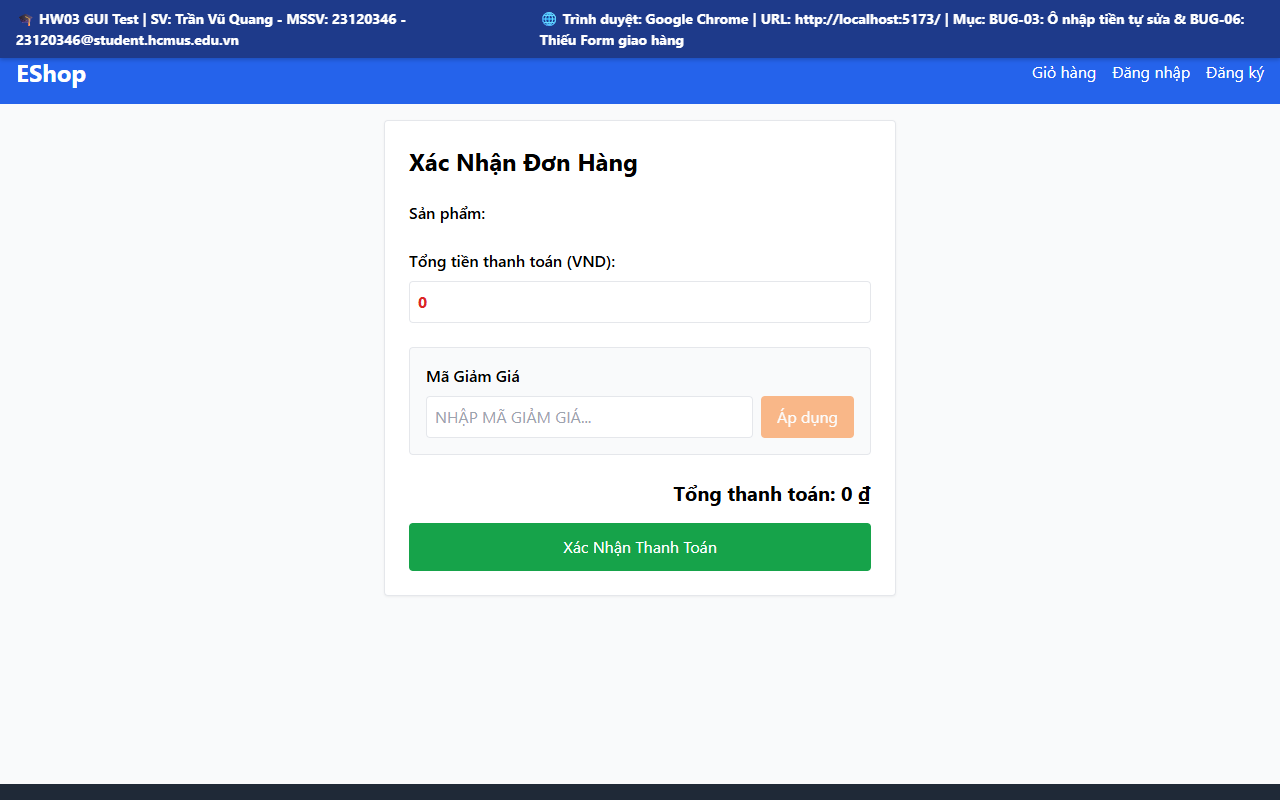 HW03 GUI Test | SV: Trần Vũ Quang - MSSV: 23120346 -
23120346@student.hcmus.edu.vn
Trình duyệt: Google Chrome | URL: http://localhost:5173/ | Mục: BUG-03: Ô nhập tiền tự sửa & BUG-06:
Thiếu Form giao hàng
EShop
Giỏ hàng Đăng nhập Đăng ký
Xác Nhận Đơn Hàng
Sản phẩm:
Tổng tiền thanh toán (VND):
0
Mã Giảm Giá
NHẬP MÃ GIẢM GIÁ... Áp dụng
Tổng thanh toán: 0 ₫
Xác Nhận Thanh Toán